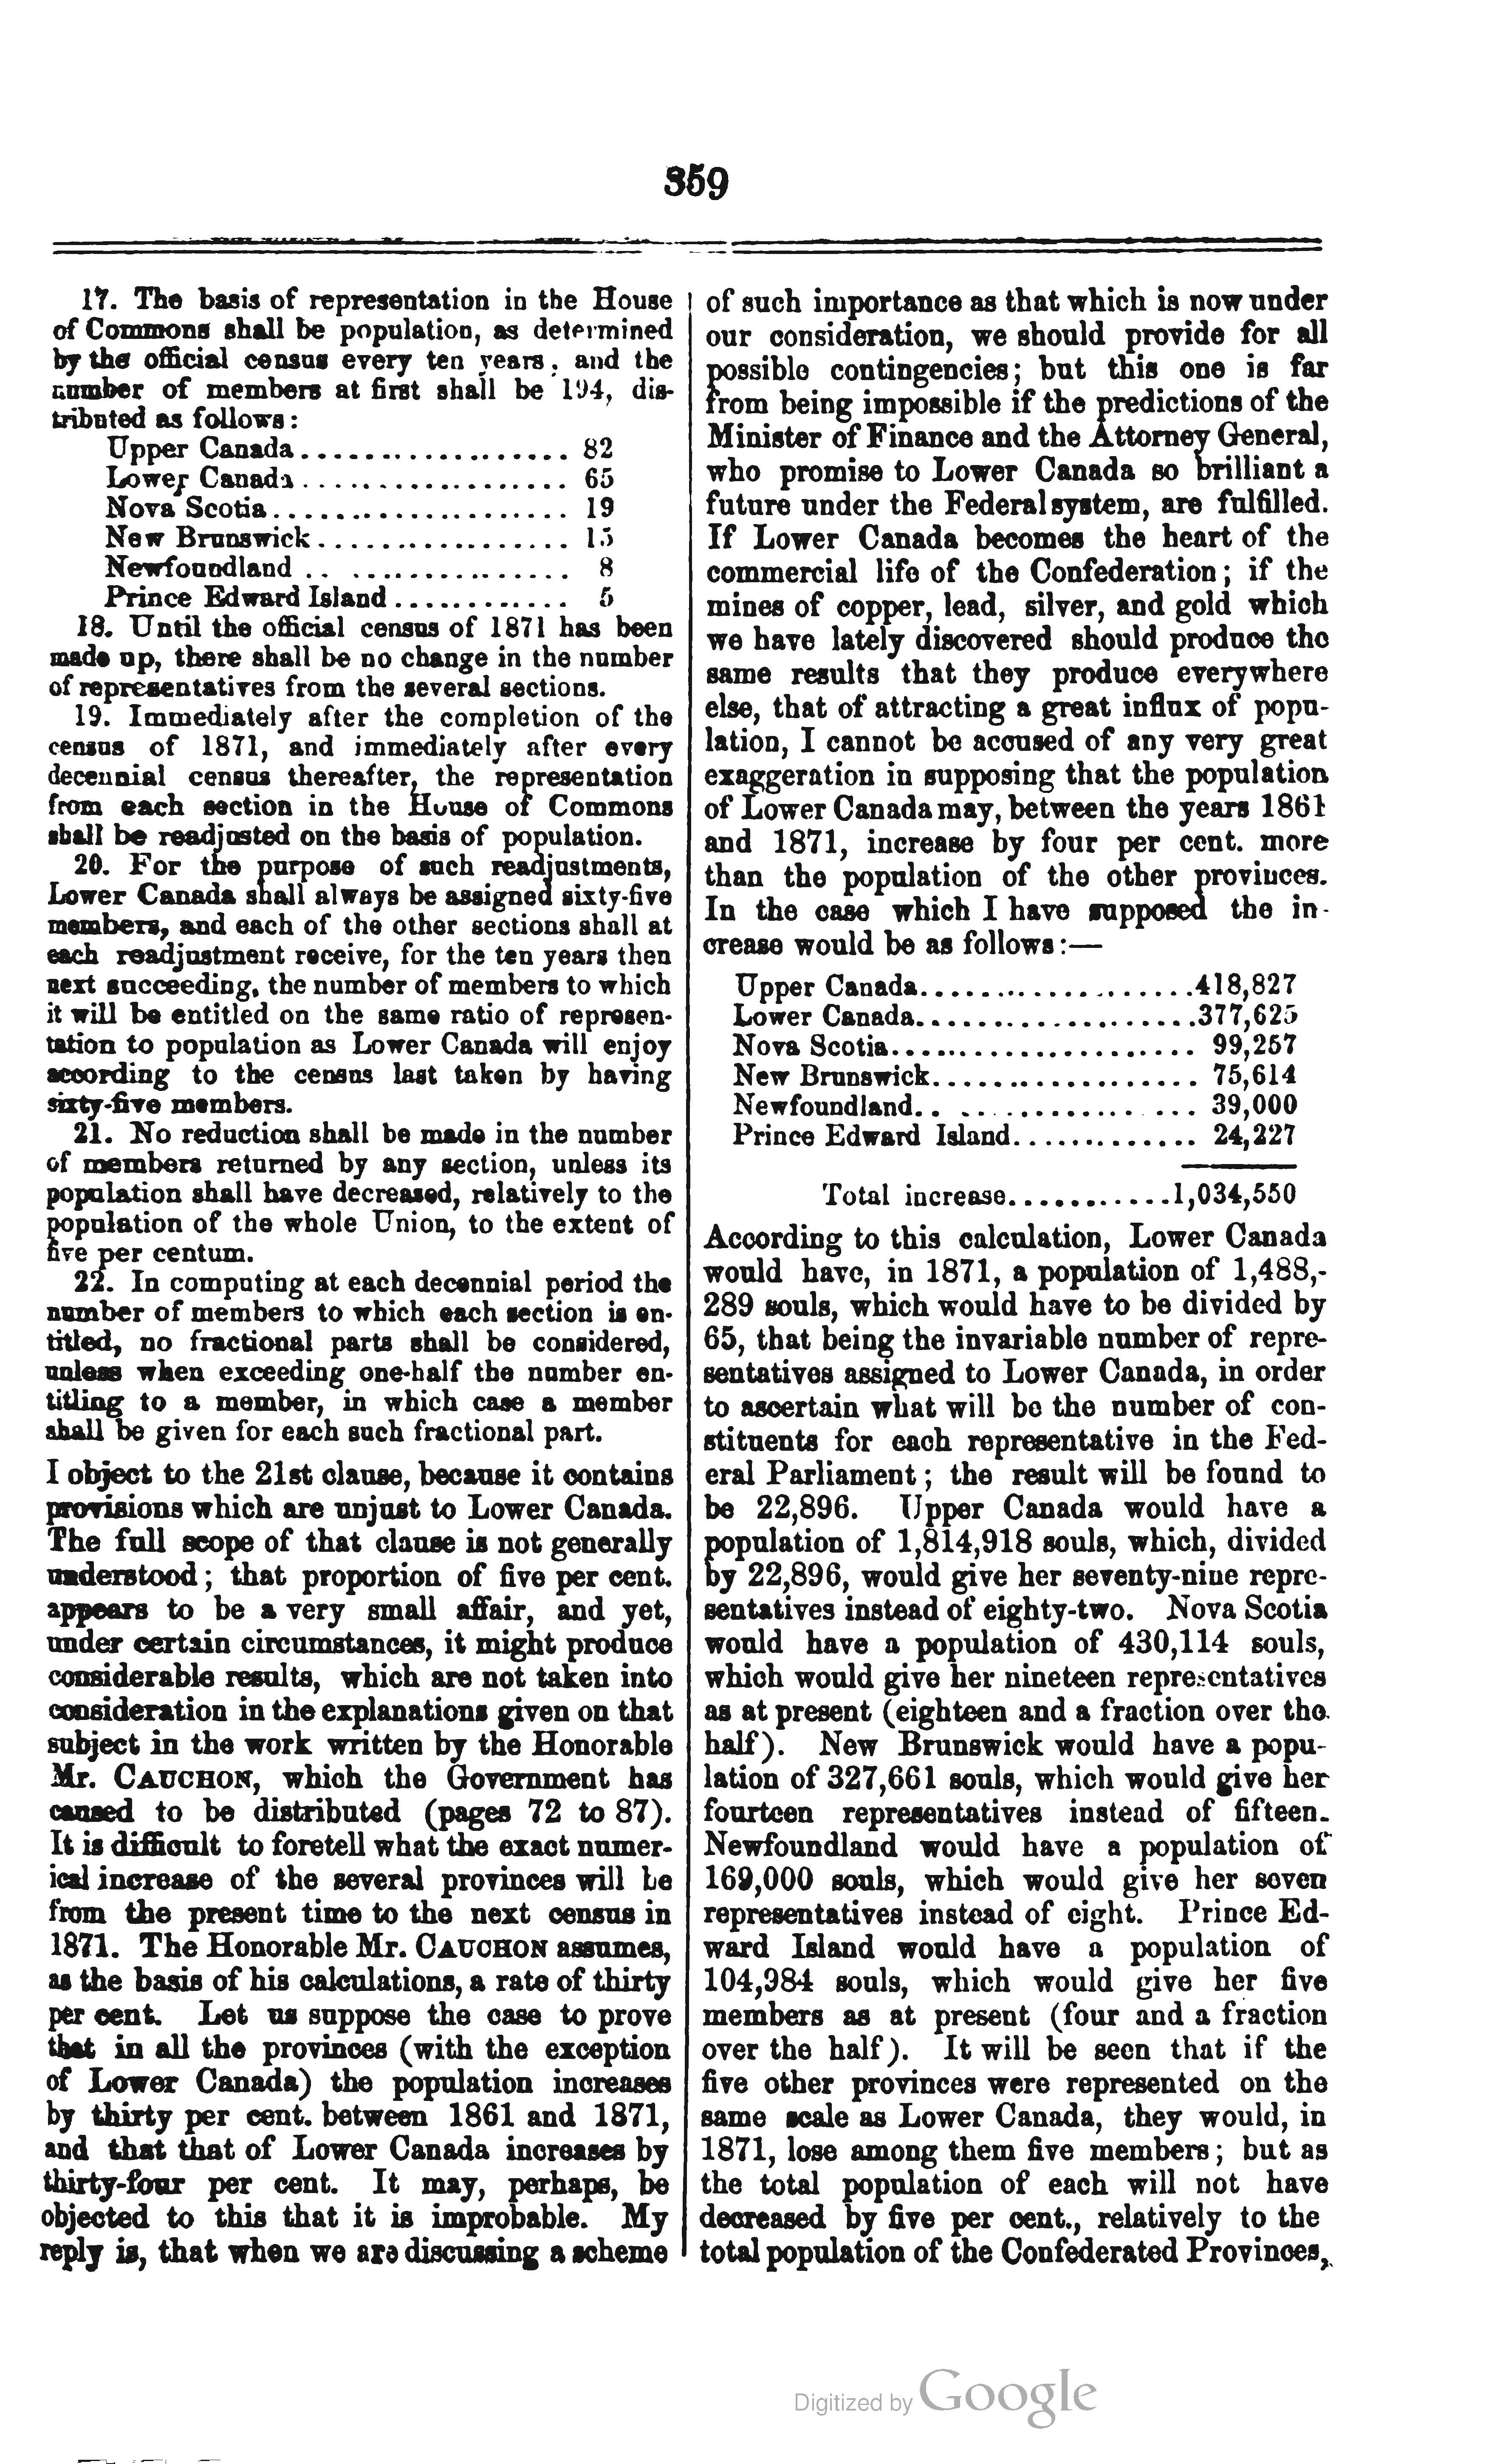 359
17. The basis of representation in the House
of Commons shall be population, as determined
by the official census every ten years; and the
number of members at first shall be 194, dis-
tributed as follows:
Upper Canada.................. 82
Lower Canada.................. 65
Nova Scotia.................... 19
New Brunswick................. 15
Newfoundland .. ............... 8
Prince Edward Island............ 5
18. Until the official census of 1871 has been
made up, there shall be no change in the number
of representatives from the several sections.
19. Immediately after the completion of the
census of 1871, and immediately after every
decennial census thereafter, the representation
from each section in the House of Commons
shall be readjusted on the basis of population.
20. For the purpose of such readjustments,
Lower Canada shall always be assigned sixty-five
members, and each of the other sections shall at
each readjustment receive, for the ten years then
next succeeding, the number of members to which
it will be entitled on the same ratio of represen-
tation to population as Lower Canada will enjoy
according to the census last taken by having
sixty-five members.
21. No reduction shall be made in the number
of members returned by any section, unless its
population shall have decreased, relatively to the
population of the whole Union, to the extent of
five per centum.
22. In computing at each decennial period the
number of members to which each section is en-
titled, no fractional parts shall be considered,
unless when exceeding one-half the number en-
titling to a member, in which case a member
shall be given for each such fractional part.
I object to the 21st clause, because it contains
provisions which are unjust to Lower Canada.
The full scope of that clause is not generally
understood; that proportion of five per cent.
appears to be a very small affair, and yet,
under certain circumstances, it might produce
considerable results, which are not taken into
consideration in the explanations given on that
subject in the work written by the Honorable
Mr. CAUCHON, which the Government has
caused to be distributed (pages 72 to 87).
It is difficult to foretell what the exact numer-
ical increase of the several provinces will be
from the present time to the next census in
1871. The Honorable Mr. CAUCHON assumes,
as the basis of his calculations, a rate of thirty
per cent. Let us suppose the case to prove
that in all the provinces (with the exception
of Lower Canada) the population increases
by thirty per cent. between 1861 and 1871,
and that that of Lower Canada increases by
thirty-four per cent. It may, perhaps, be
objected to this that it is improbable. My
reply is, that when we are discussing a scheme
of such importance as that which is now under
our consideration, we should provide for all
possible contingencies; but this one is far
from being impossible if the predictions of the
Minister of Finance and the Attorney General,
who promise to Lower Canada so brilliant a
future under the Federal system, are fulfilled.
If Lower Canada becomes the heart of the
commercial life of the Confederation; if the
mines of copper, lead, silver, and gold which
we have lately discovered should produce the
same results that they produce everywhere
else, that of attracting a great influx of popu-
lation, I cannot be accused of any very great
exaggeration in supposing that the population
of Lower Canada may, between the years 1861
and 1871, increase by four per cent. more
than the population of the other provinces.
In the case which I have supposed the in-
crease would be as follows:—
Upper Canada...................418,827
Lower Canada...................377,625
Nova Scotia.................... 99,257
New Brunswick.................. 75,614
Newfoundland.. ................ 39,000
Prince Edward Island............. 24,227
Total increase...........1,034,550
According to this calculation, Lower Canada
would have, in 1871, a population of 1,488,-
289 souls, which would have to be divided by
65, that being the invariable number of repre-
sentatives assigned to Lower Canada, in order
to ascertain what will be the number of con-
stituents for each representative in the Fed-
eral Parliament; the result will be found to
be 22,896. Upper Canada would have a
population of 1,814,918 souls, which, divided
by 22,896, would give her seventy-nine repre-
sentatives instead of eighty-two. Nova Scotia
would have a population of 430,114 souls,
which would give her nineteen representatives
as at present (eighteen and a fraction over the
half). New Brunswick would have a popu-
lation of 327,661 souls, which would give her
fourteen representatives instead of fifteen.
Newfoundland would have a population of
169,000 souls, which would give her seven
representatives instead of eight. Prince Ed-
ward Island would have a population of
104,984 souls, which would give her five
members as at present (four and a fraction
over the half). It will be seen that if the
five other provinces were represented on the
same scale as Lower Canada, they would, in
1871, lose among them five members; but as
the total population of each will not have
decreased by five per cent., relatively to the
total population of the Confederated Provinces,
Digitized by Google